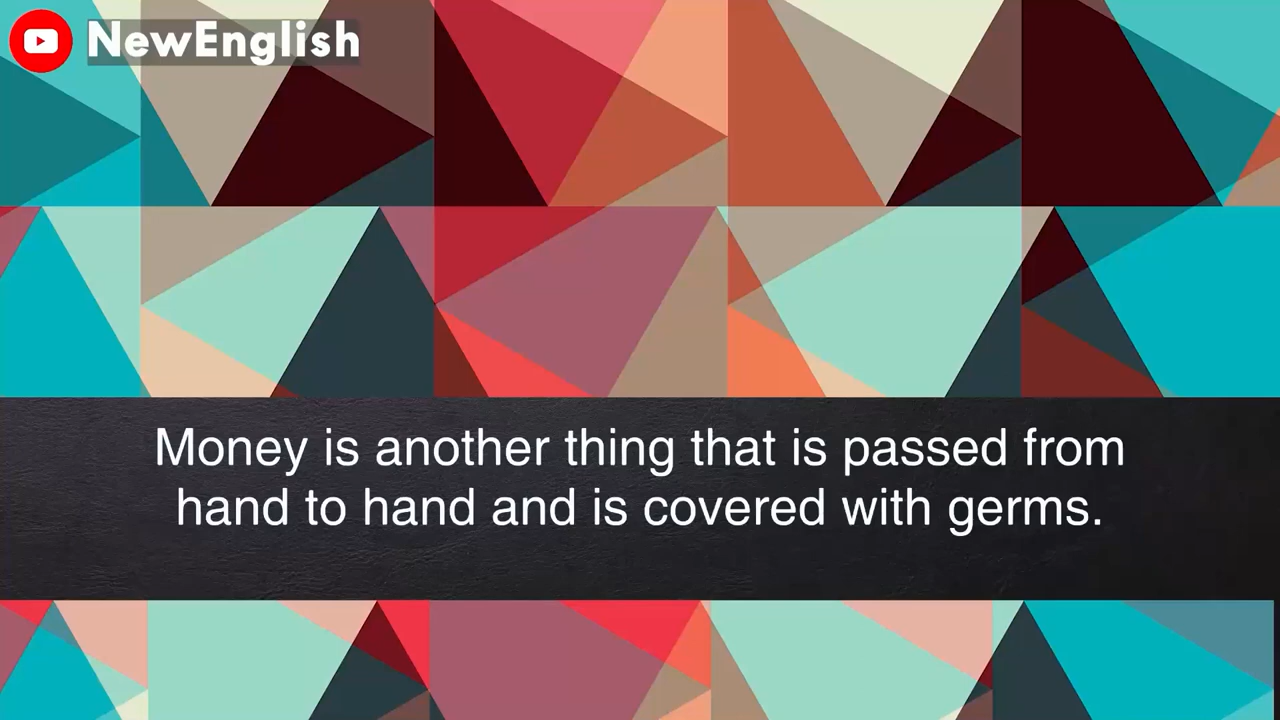 NewEnglish
Money is another thing that is passed from
hand to hand and is covered with germs.